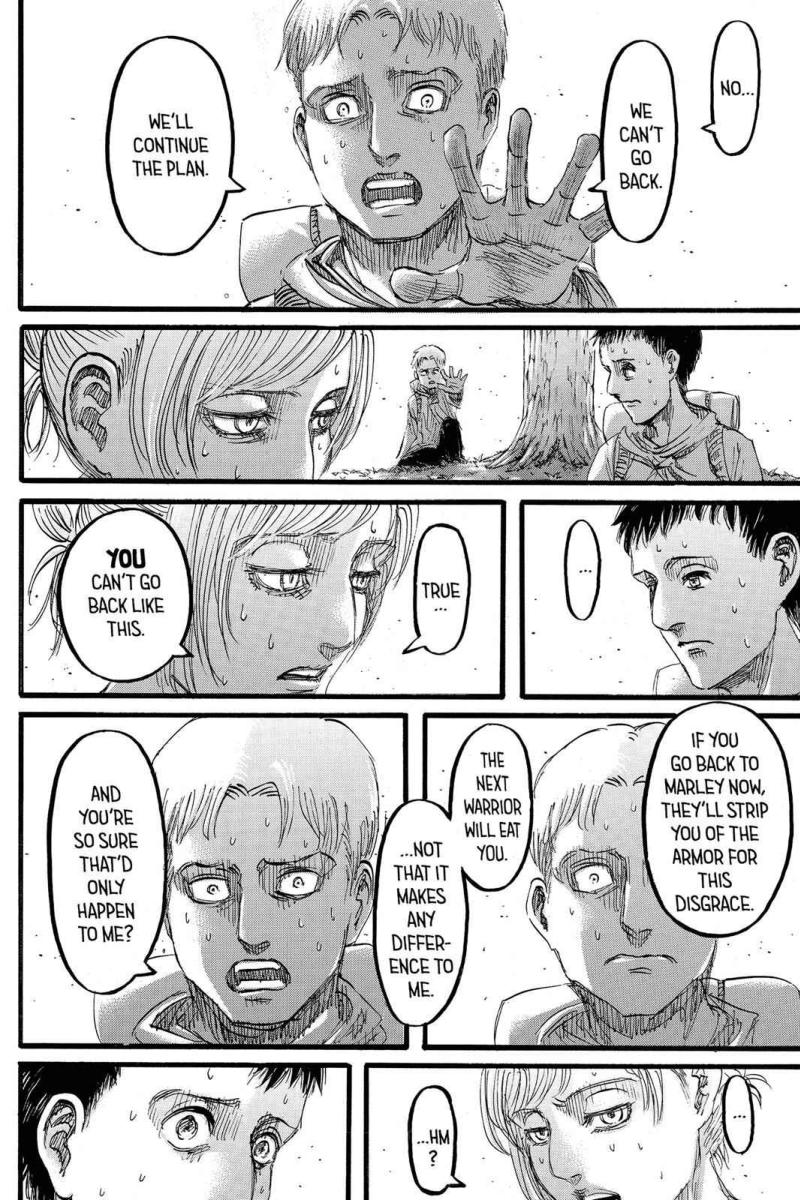 NO...
WE
CAN'T
GO
BACK.
WE'LL
CONTINUE
THE PLAN.
...
TRUE
...
YOU
CAN'T GO
BACK LIKE
THIS.
IF YOU
GO BACK TO
MARLEY NOW,
THEY'LL STRIP
YOU OF THE
ARMOR FOR
THIS
DISGRACE.
THE
NEXT
WARRIOR
WILL EAT
YOU.
...NOT
THAT IT
MAKES
ANY
DIFFER-
ENCE TO
ME.
AND
YOU'RE
SO SURE
THAT'D
ONLY
HAPPEN
TO ME?
...
...HM
?